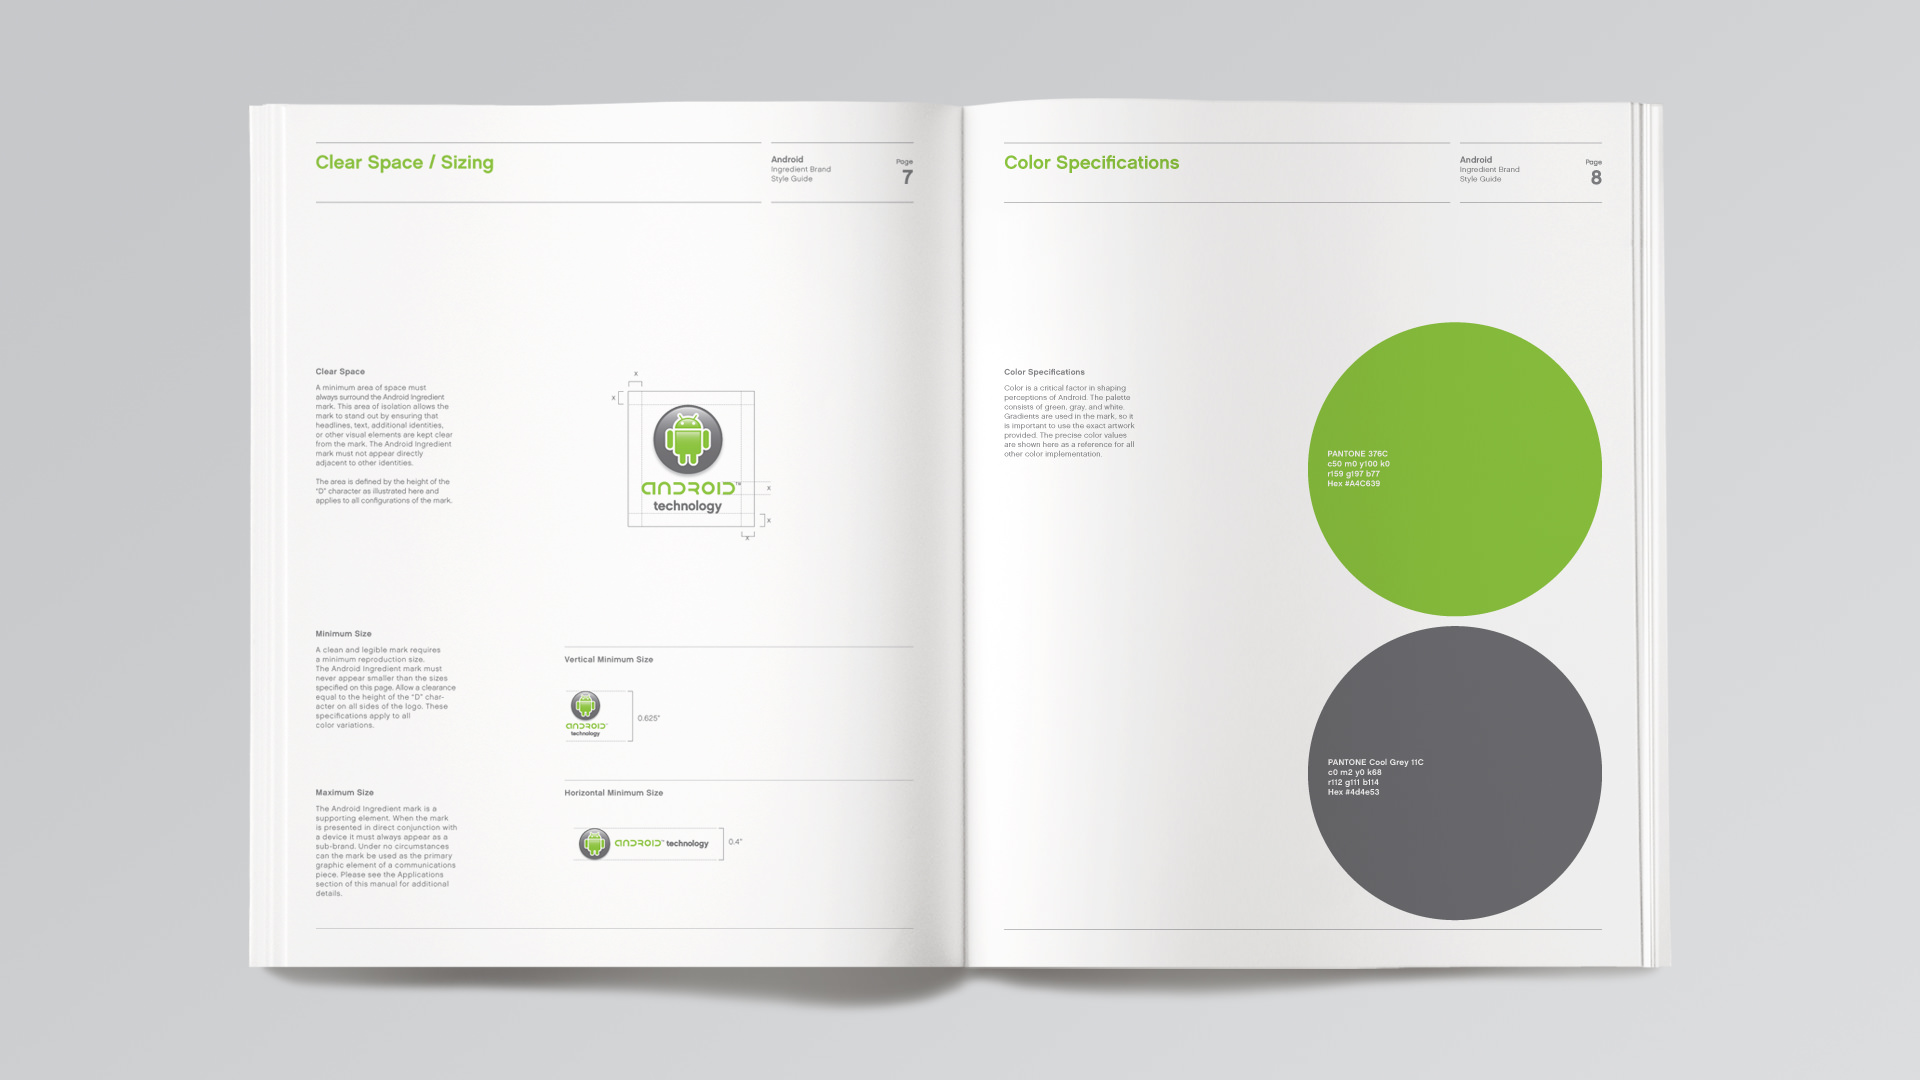 Clear Space / Sizing
Android
Ingredient Brand
Style Guide
Page
7
Clear Space
A minimum area of space must
always surround the Android Ingredient
mark. This area of isolation allows the
mark to stand out by ensuring that
headlines, text, additional identities,
or other visual elements are kept clear
from the mark. The Android Ingredient
mark must not appear directly
adjacent to other identities.
The area is defined by the height of the
"D" character as illustrated here and
applies to all configurations of the mark.
x
x
ANDROID™
technology
x
x
x
Minimum Size
A clean and legible mark requires
a minimum reproduction size.
The Android Ingredient mark must
never appear smaller than the sizes
specified on this page. Allow a clearance
equal to the height of the "D" char-
acter on all sides of the logo. These
specifications apply to all
color variations.
Vertical Minimum Size
ANDROID
technology
0.625"
Maximum Size
The Android Ingredient mark is a
supporting element. When the mark
is presented in direct conjunction with
a device it must always appear as a
sub-brand. Under no circumstances
can the mark be used as the primary
graphic element of a communications
piece. Please see the Applications
section of this manual for additional
details.
Horizontal Minimum Size
ANDROID™ technology
0.4"
Color Specifications
Android
Ingredient Brand
Style Guide
Page
8
Color Specifications
Color is a critical factor in shaping
perceptions of Android. The palette
consists of green, gray, and white.
Gradients are used in the mark, so it
is important to use the exact artwork
provided. The precise color values
are shown here as a reference for all
other color implementation.
PANTONE 376C
c50 m0 y100 k0
r159 g197 b77
Hex #A4C639
PANTONE Cool Grey 11C
c0 m2 y0 k68
r112 g111 b114
Hex #4d4e53